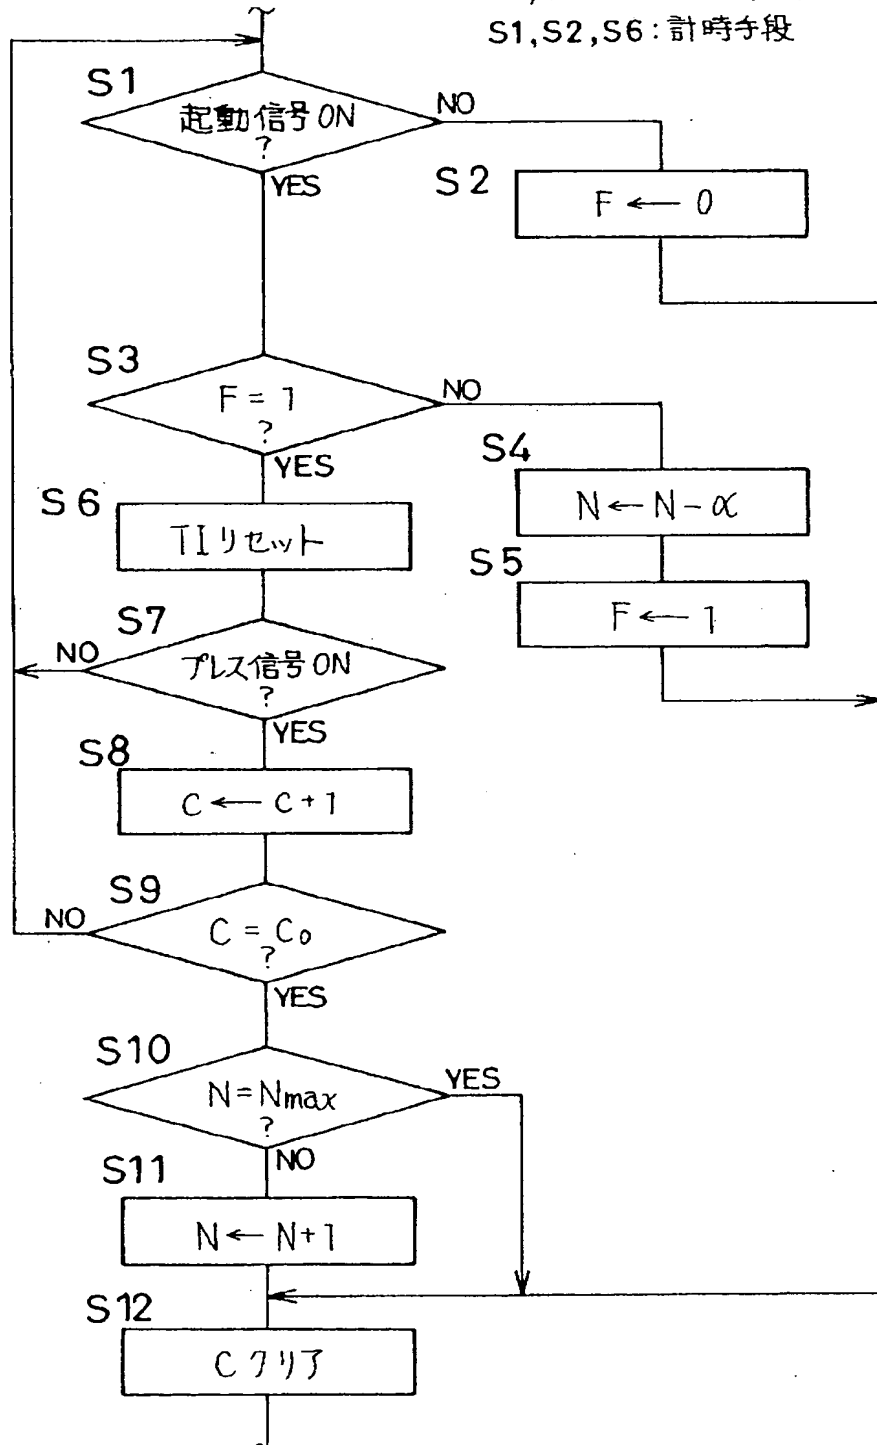 S1,S2,S6:計時手段
S1
起動信号ON
?
NO
YES
S2
F ← 0
S3
F = 1
?
NO
YES
S4
N ← N - α
S5
F ← 1
S6
TIリセット
S7
プレス信号ON
?
NO
YES
S8
C ← C + 1
S9
C = C₀
?
NO
YES
S10
N = Nmax
?
YES
NO
S11
N ← N + 1
S12
Cクリア